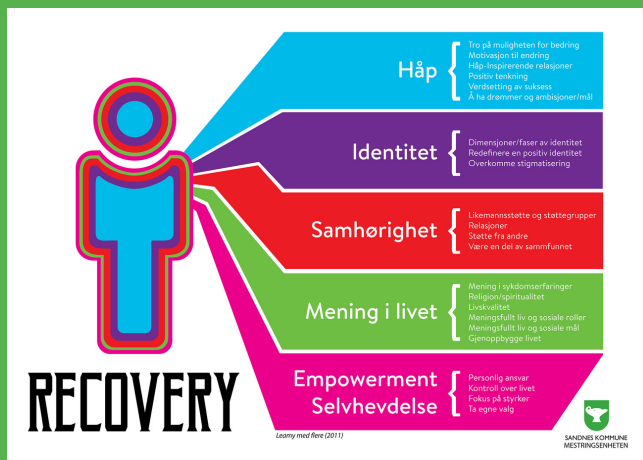 Håp
Tro på muligheten for bedring
Motivasjon til endring
Håp-Inspirerende relasjoner
Positiv tenkning
Verdsetting av suksess
Å ha drømmer og ambisjoner/mål
Identitet
Dimensjoner/faser av identitet
Redefinere en positiv identitet
Overkomme stigmatisering
Samhørighet
Likemannsstøtte og støttegrupper
Relasjoner
Støtte fra andre
Være en del av sammfunnet
Mening i livet
Mening i sykdomserfaringer
Religion/spiritualitet
Livskvalitet
Meningsfullt liv og sosiale roller
Meningsfullt liv og sosiale mål
Gjenoppbygge livet
Empowerment
Selvhevdelse
Personlig ansvar
Kontroll over livet
Fokus på styrker
Ta egne valg
RECOVERY
Leamy med flere (2011)
SANDNES KOMMUNE
MESTRINGSENHETEN